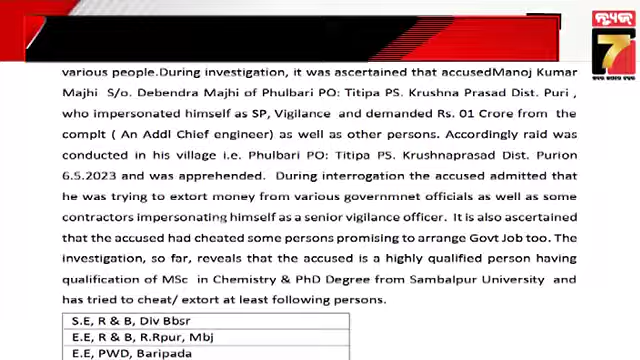 ନ୍ୟୁଜ୍
7
various people.During investigation, it was ascertained that accusedManoj Kumar
Majhi S/o. Debendra Majhi of Phulbari PO: Titipa PS. Krushna Prasad Dist. Puri ,
who impersonated himself as SP, Vigilance and demanded Rs. 01 Crore from the
complt ( An Addl Chief engineer) as well as other persons. Accordingly raid was
conducted in his village i.e. Phulbari PO: Titipa PS. Krushnaprasad Dist. Purion
6.5.2023 and was apprehended. During interrogation the accused admitted that
he was trying to extort money from various governmnet officials as well as some
contractors impersonating himself as a senior vigilance officer. It is also ascertained
that the accused had cheated some persons promising to arrange Govt Job too. The
investigation, so far, reveals that the accused is a highly qualified person having
qualification of MSc in Chemistry & PhD Degree from Sambalpur University and
has tried to cheat/ extort at least following persons.
S.E, R & B, Div Bbsr
E.E, R & B, R.Rpur, Mbj
E.E, PWD, Baripada